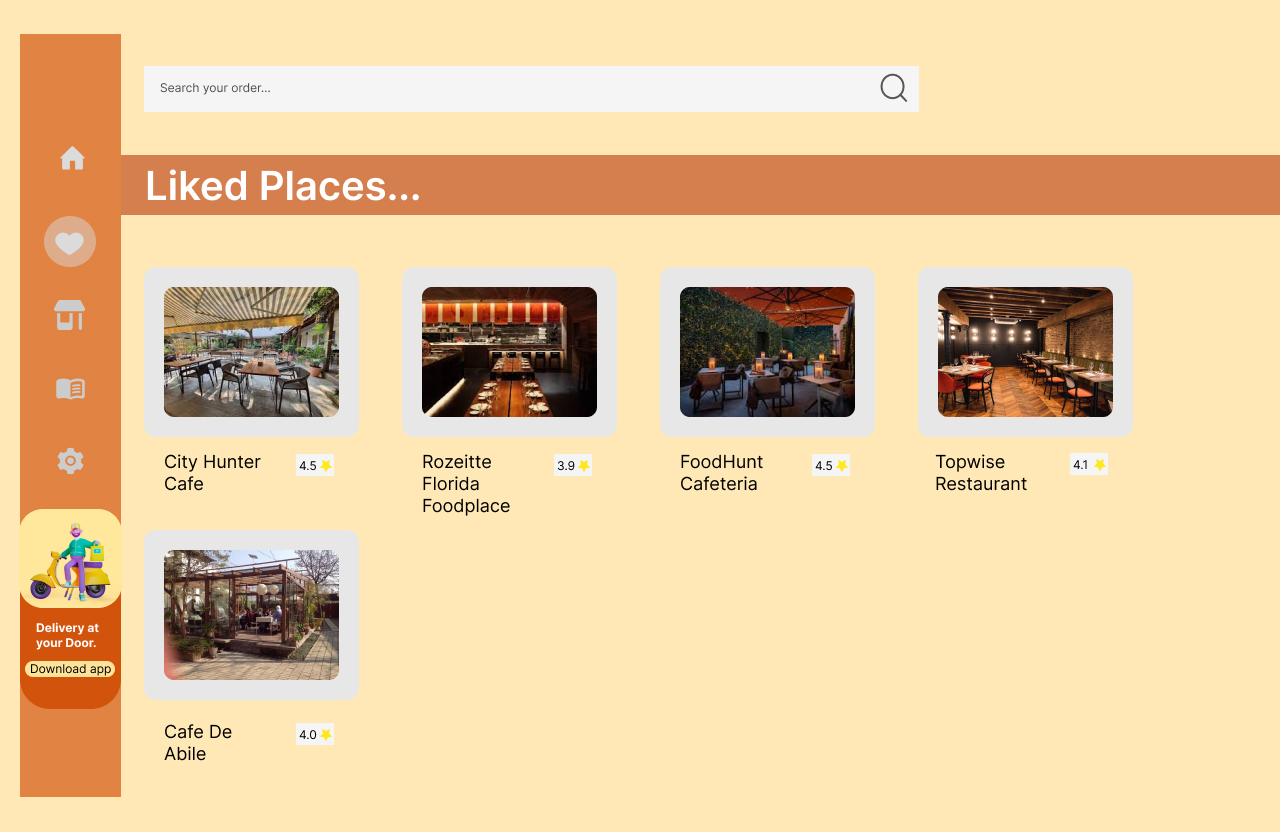 Search your order...
Liked Places...
City Hunter
Cafe
4.5
Rozeitte
Florida
Foodplace
3.9
FoodHunt
Cafeteria
4.5
Topwise
Restaurant
4.1
Delivery at
your Door.
Download app
Cafe De
Abile
4.0